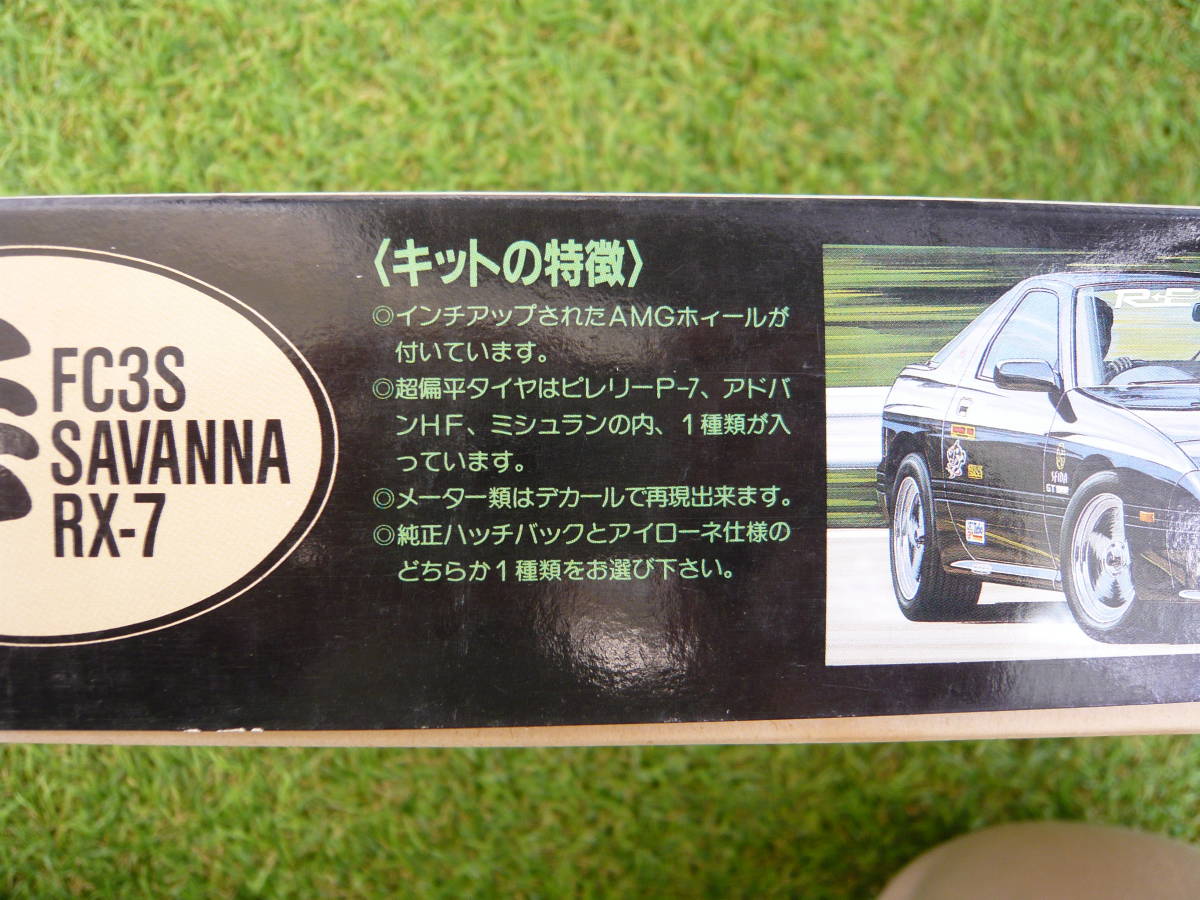 FC3S
SAVANNA
RX-7
〈キットの特徴〉
◎インチアップされたAMGホィールが
付いています。
◎超偏平タイヤはピレリーP-7、アドバ
ンHF、ミシュランの内、1種類が入
っています。
◎メーター類はデカールで再現出来ます。
◎純正ハッチバックとアイローネ仕様の
どちらか1種類をお選び下さい。